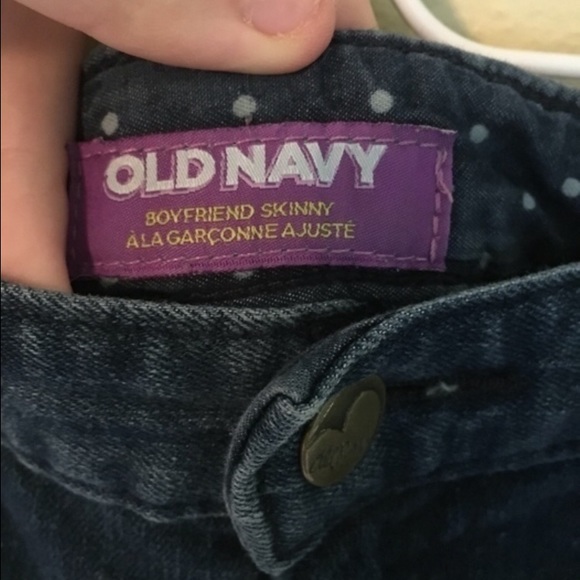 OLD NAVY
BOYFRIEND SKINNY
À LA GARÇONNE AJUSTÉ